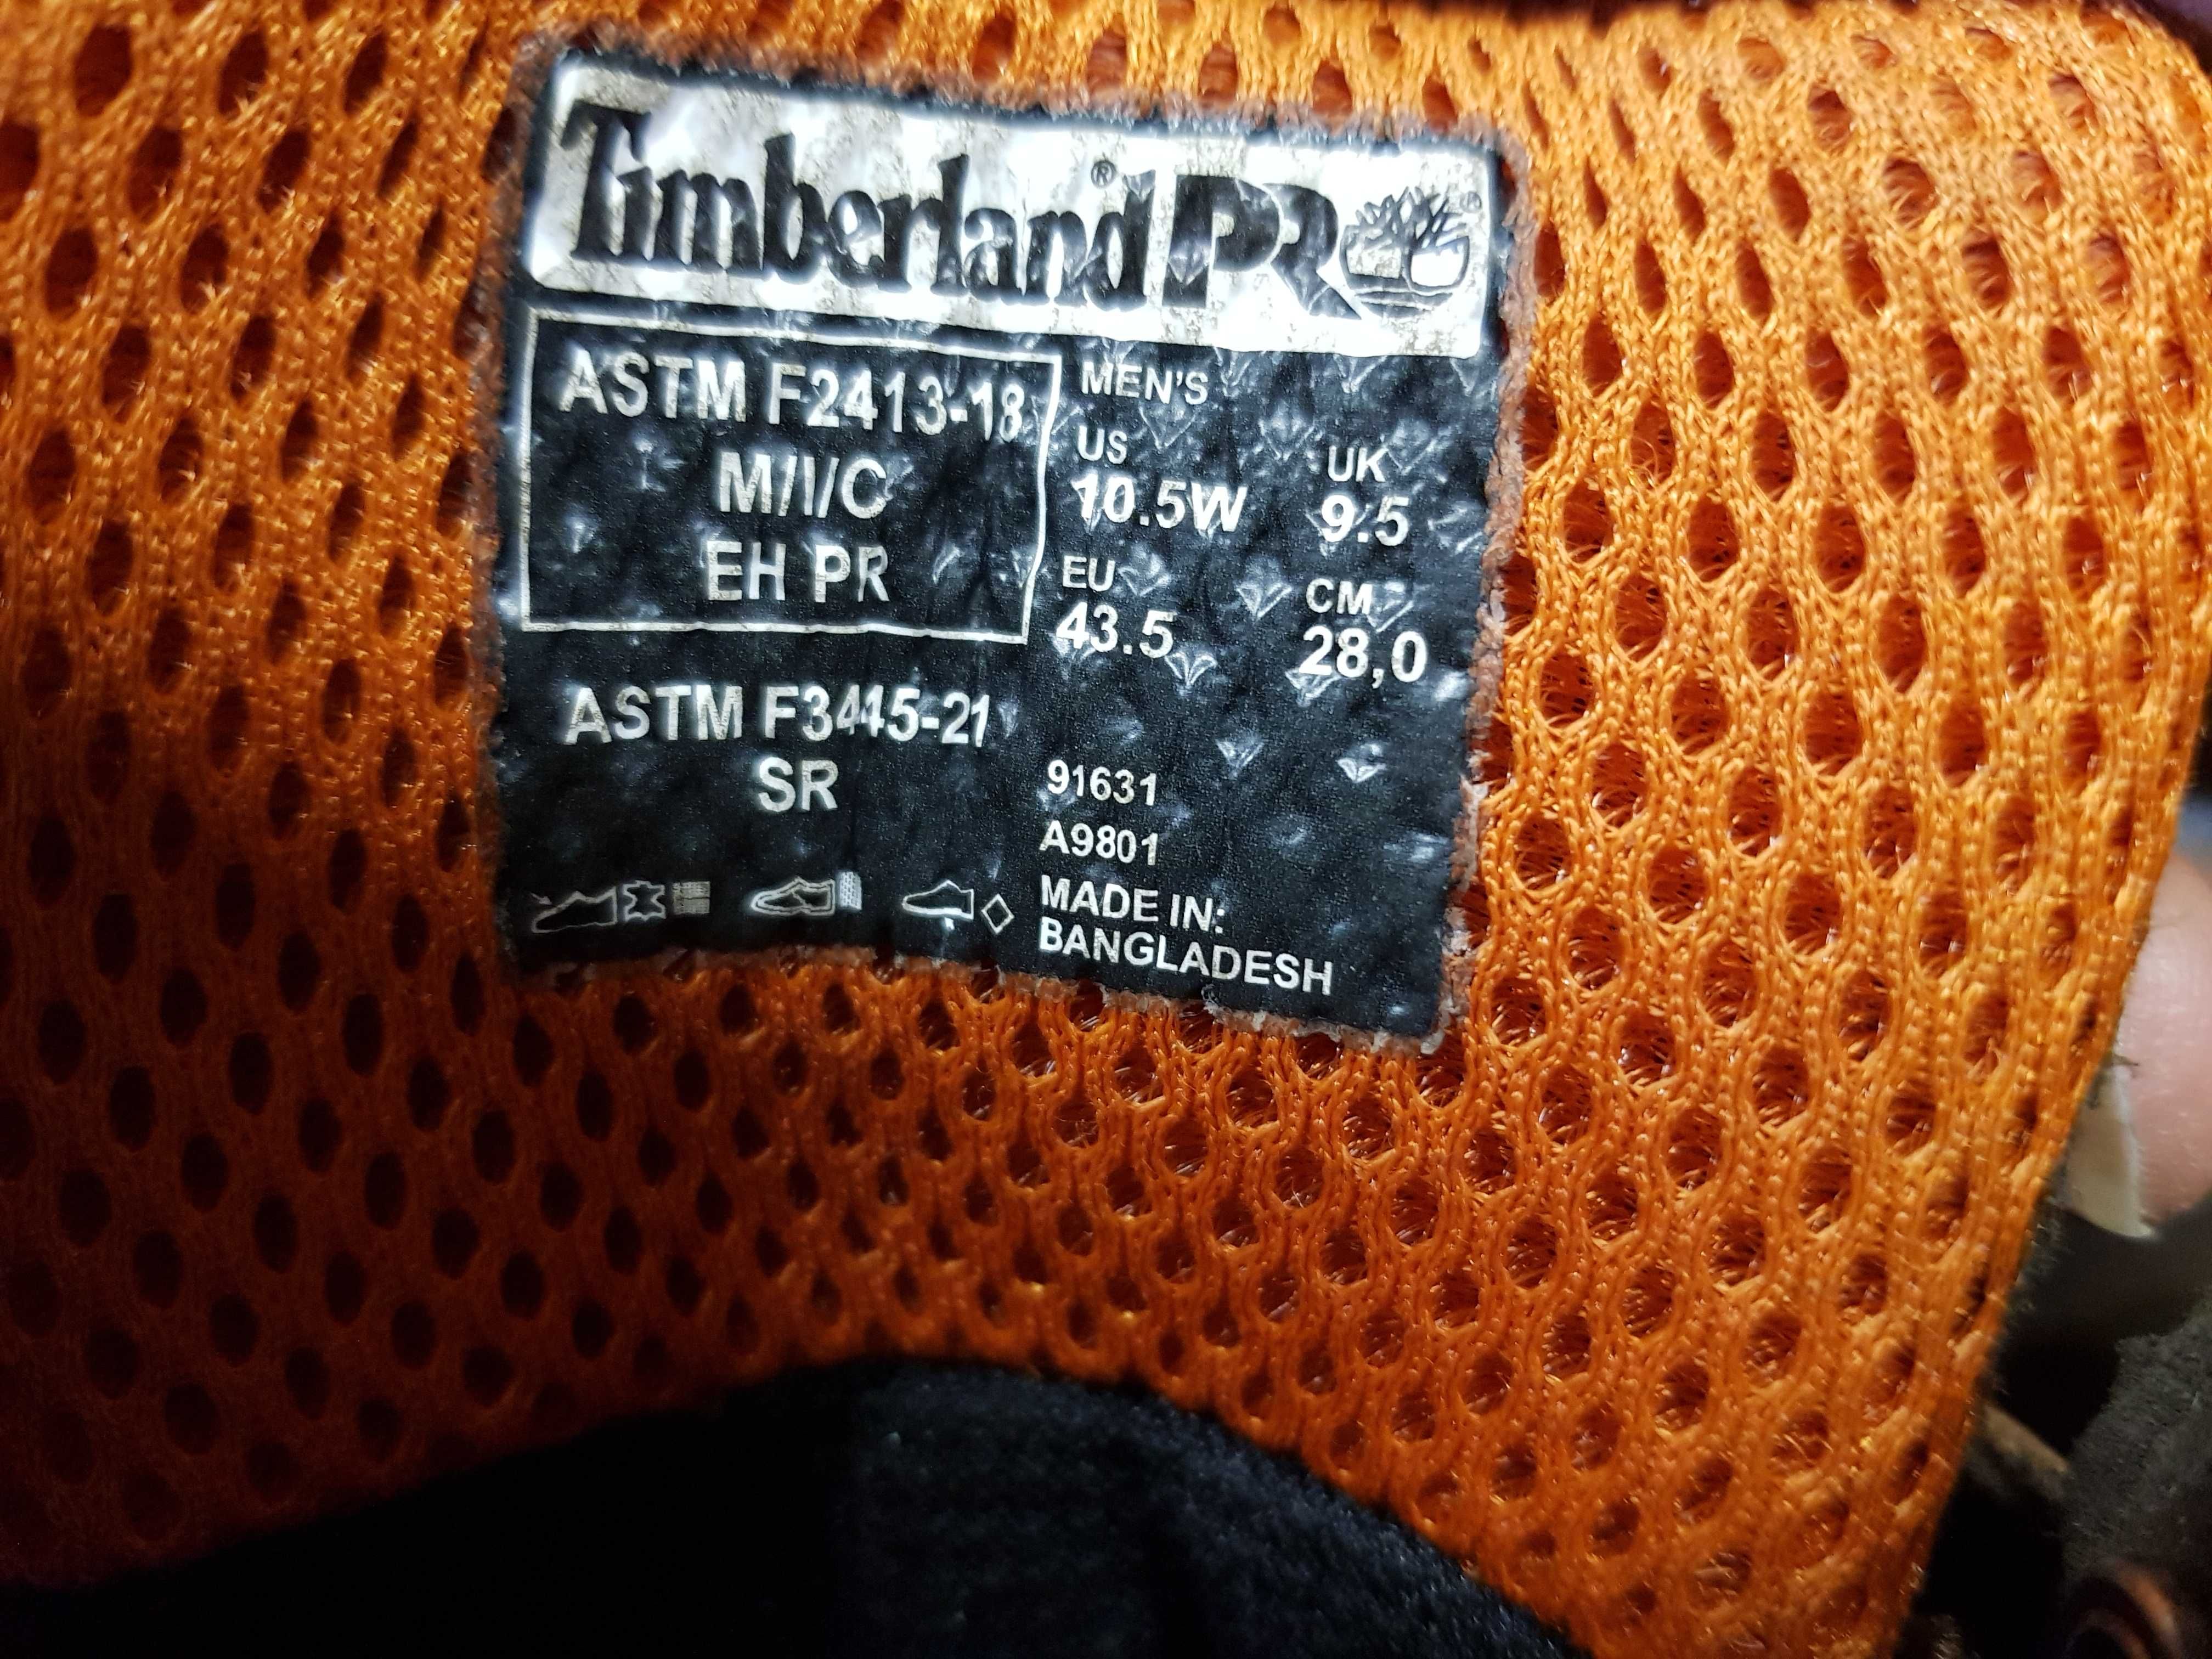 Timberland® PRO®
ASTM F2413-18
M/I/C
EH PR
ASTM F3445-21
SR
MEN'S
US UK
10.5W 9.5
EU CM
43.5 28,0
91631
A9801
MADE IN:
BANGLADESH